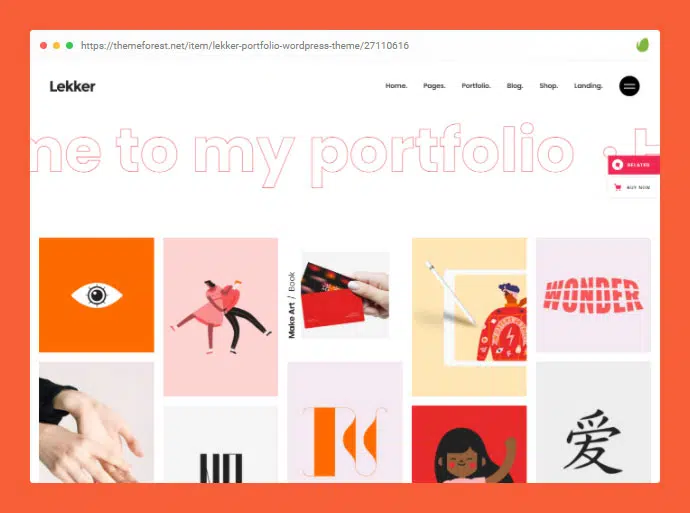 https://themeforest.net/item/lekker-portfolio-wordpress-theme/27110616
Lekker
Home. Pages. Portfolio. Blog. Shop. Landing.
me to my portfolio · H
RELATED
BUY NOW
Make Art / Book
WONDER
爱